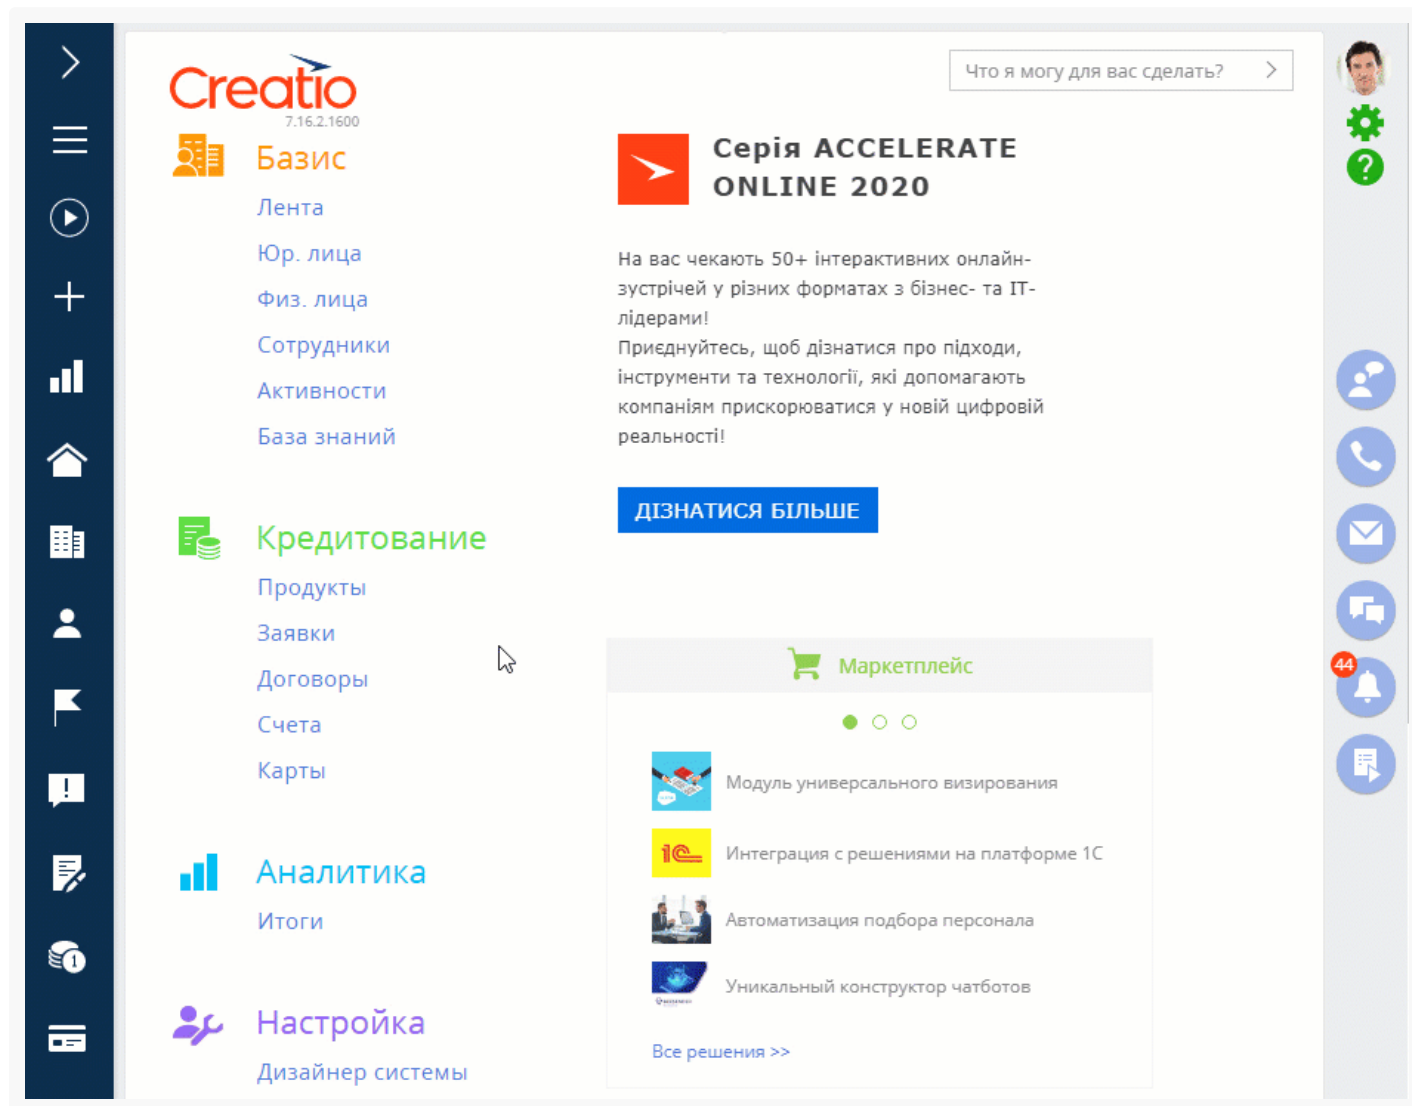 Creatio
7.16.2.1600
Что я могу для вас сделать?
Базис
Лента
Юр. лица
Физ. лица
Сотрудники
Активности
База знаний
Кредитование
Продукты
Заявки
Договоры
Счета
Карты
Аналитика
Итоги
Настройка
Дизайнер системы
Серія ACCELERATE
ONLINE 2020
На вас чекають 50+ інтерактивних онлайн-
зустрічей у різних форматах з бізнес- та ІТ-
лідерами!
Приєднуйтесь, щоб дізнатися про підходи,
інструменти та технології, які допомагають
компаніям прискорюватися у новій цифровій
реальності!
ДІЗНАТИСЯ БІЛЬШЕ
Маркетплейс
Модуль универсального визирования
1С
Интеграция с решениями на платформе 1С
Автоматизация подбора персонала
Уникальный конструктор чатботов
Все решения >>
44
1